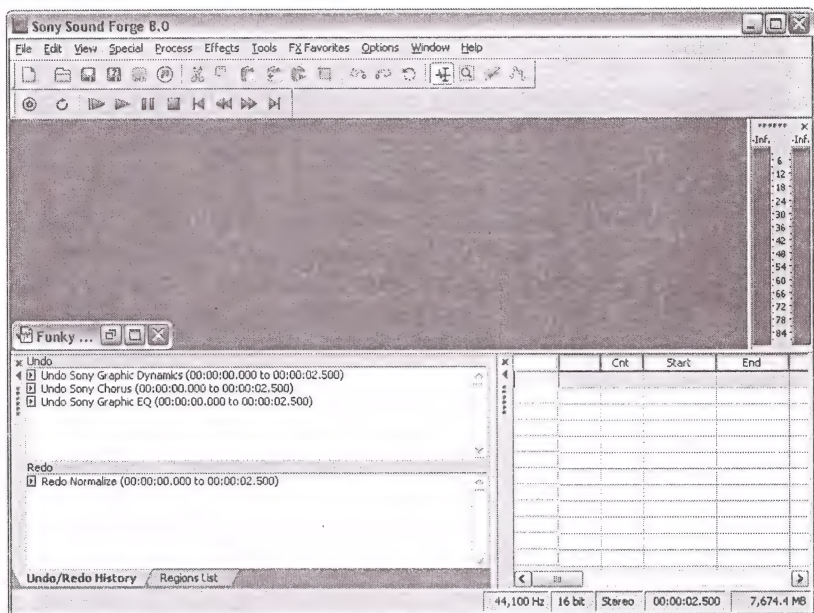 Sony Sound Forge 8.0
File Edit View Special Process Effects Tools FX Favorites Options Window Help
-Inf. -Inf.
6
12
18
24
30
36
42
48
54
60
66
72
78
84
Funky ...
Undo
Undo Sony Graphic Dynamics (00:00:00.000 to 00:00:02.500)
Undo Sony Chorus (00:00:00.000 to 00:00:02.500)
Undo Sony Graphic EQ (00:00:00.000 to 00:00:02.500)
Cnt Start End
Redo
Redo Normalize (00:00:00.000 to 00:00:02.500)
Undo/Redo History Regions List
44,100 Hz 16 bit Stereo 00:00:02.500 7,674.4 MB